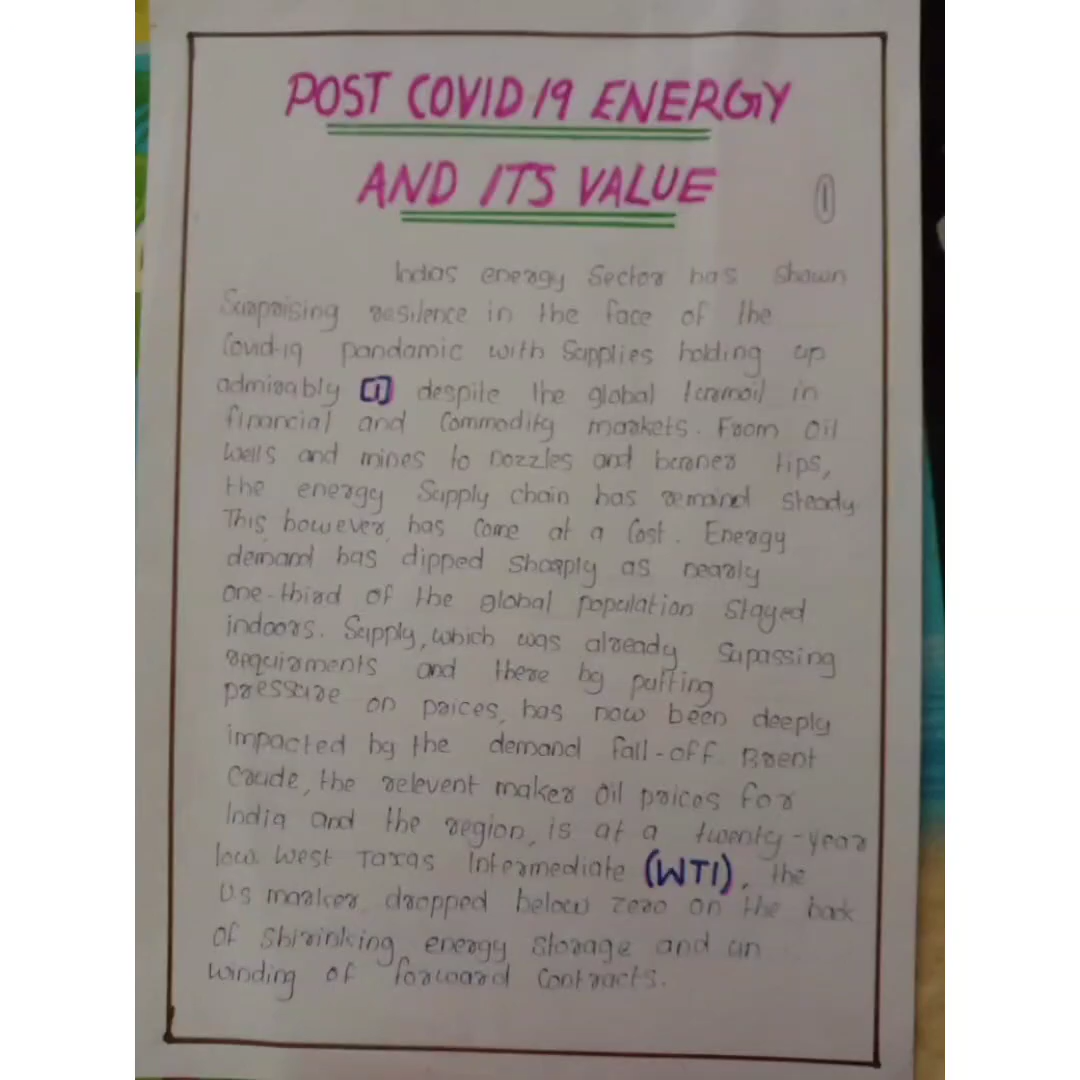 POST COVID 19 ENERGY
AND ITS VALUE
1
Indias energy Sector has shown
Surprising resilence in the face of the
Covid-19 pandamic with Supplies holding up
admirably [1] despite the global turmoil in
financial and Commodity markets. From Oil
Wells and mines to nozzles and burner tips,
the energy Supply chain has remaind steady
This, however, has Come at a Cost. Energy
demand has dipped Sharply as nearly
one-third of the global population Stayed
indoors. Supply, which was already Supassing
requirments and there by putting
pressure on prices, has now been deeply
impacted by the demand fall-off. Brent
Crude, the relevent maker Oil prices for
India and the region, is at a twenty-year
low. West Taxas Intermediate (WTI), the
US marker, dropped below zero on the back
of Shirinking energy storage and un
winding of forward Contracts.